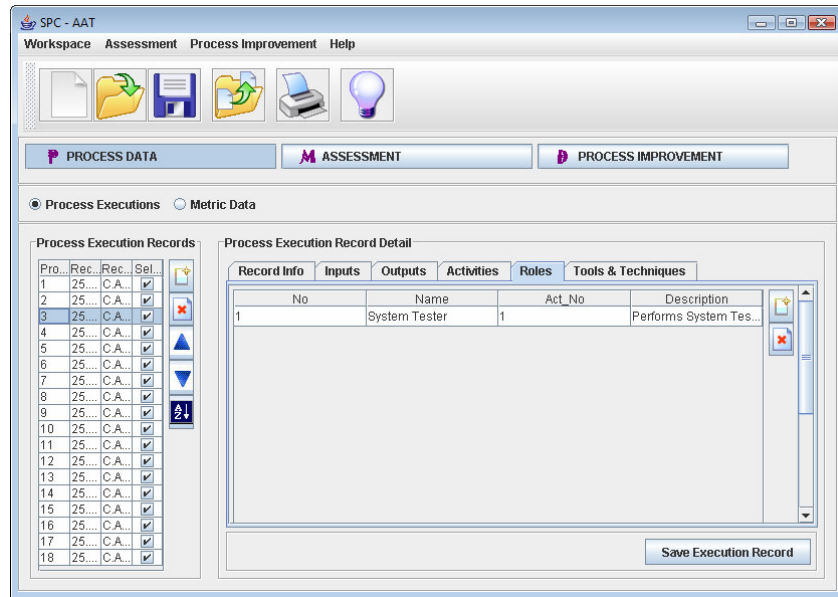 SPC - AAT
Workspace Assessment Process Improvement Help
P PROCESS DATA M ASSESSMENT D PROCESS IMPROVEMENT
Process Executions Metric Data
Process Execution Records Process Execution Record Detail
Record Info Inputs Outputs Activities Roles Tools & Techniques
Pro... Rec... Rec... Sel...
No Name Act_No Description
1 25.... C.A...
1 System Tester 1 Performs System Tes...
2 25.... C.A...
3 25.... C.A...
4 25.... C.A...
5 25.... C.A...
6 25.... C.A...
7 25.... C.A...
8 25.... C.A...
9 25.... C.A...
10 25.... C.A...
11 25.... C.A...
12 25.... C.A...
13 25.... C.A...
14 25.... C.A...
15 25.... C.A...
16 25.... C.A...
17 25.... C.A...
18 25.... C.A...
A
Z
Save Execution Record